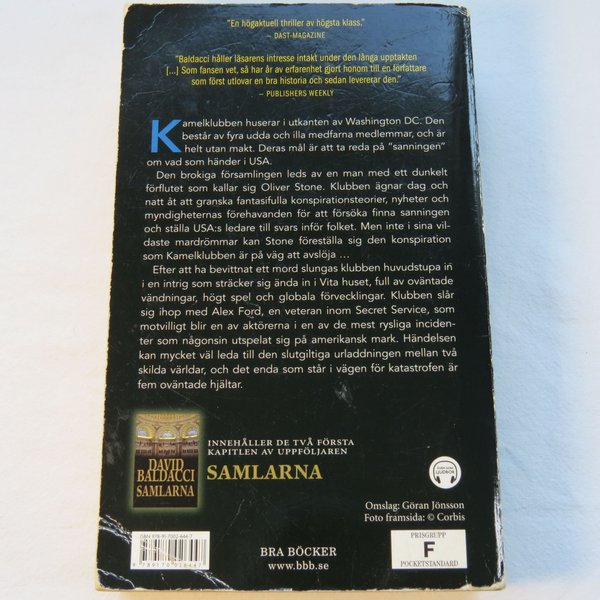 "En högaktuell thriller av högsta klass."
– DAST-MAGAZINE
"Baldacci håller läsarens intresse intakt under den långa upptakten
[...] Som fansen vet, så har år av erfarenhet gjort honom till en författare
som först utlovar en bra historia och sedan levererar den."
– PUBLISHERS WEEKLY
Kamelklubben huserar i utkanten av Washington DC. Den
består av fyra udda och illa medfarna medlemmar, och är
helt utan makt. Deras mål är att ta reda på "sanningen"
om vad som händer i USA.
Den brokiga församlingen leds av en man med ett dunkelt
förflutet som kallar sig Oliver Stone. Klubben ägnar dag och
natt åt att granska fantasifulla konspirationsteorier, nyheter och
myndigheternas förehavanden för att försöka finna sanningen
och ställa USA:s ledare till svars inför folket. Men inte i sina vil-
daste mardrömmar kan Stone föreställa sig den konspiration
som Kamelklubben är på väg att avslöja ...
Efter att ha bevittnat ett mord slungas klubben huvudstupa in
i en intrig som sträcker sig ända in i Vita huset, full av oväntade
vändningar, högt spel och globala förvecklingar. Klubben slår
sig ihop med Alex Ford, en veteran inom Secret Service, som
motvilligt blir en av aktörerna i en av de mest rysliga inciden-
ter som någonsin utspelat sig på amerikansk mark. Händelsen
kan mycket väl leda till den slutgiltiga urladdningen mellan två
skilda världar, och det enda som står i vägen för katastrofen är
fem oväntade hjältar.
DAVID
BALDACCI
SAMLARNA
INNEHÅLLER DE TVÅ FÖRSTA
KAPITLEN AV UPPFÖLJAREN
SAMLARNA
ÄVEN SOM
LJUDBOK
Omslag: Göran Jönsson
Foto framsida: © Corbis
ISBN 978-91-7002-644-7
9 789170 026447
BRA BÖCKER
www.bbb.se
PRISGRUPP
F
POCKETSTANDARD